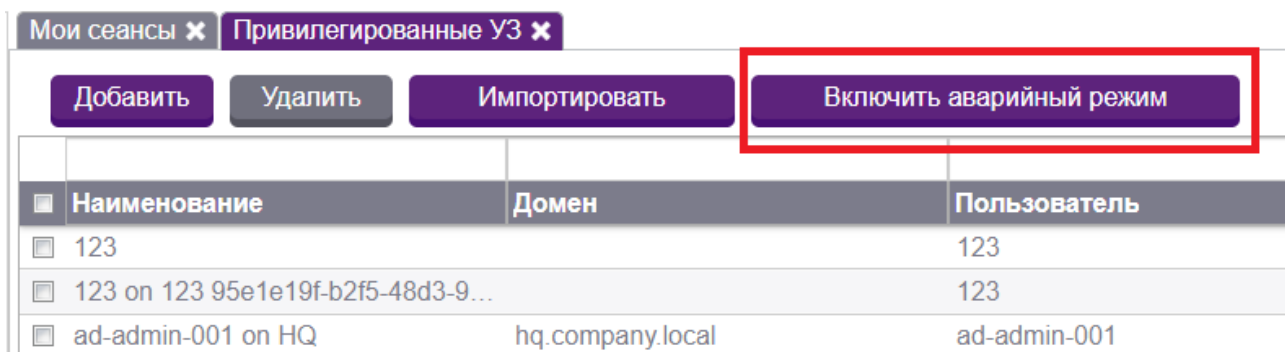 Мои сеансы Привилегированные УЗ
Добавить Удалить Импортировать Включить аварийный режим
Наименование Домен Пользователь
123 123
123 on 123 95e1e19f-b2f5-48d3-9... 123
ad-admin-001 on HQ hq.company.local ad-admin-001